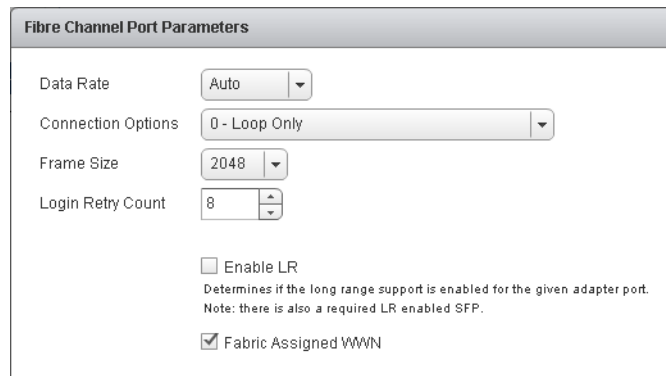 Fibre Channel Port Parameters
Data Rate Auto
Connection Options 0 - Loop Only
Frame Size 2048
Login Retry Count 8
Enable LR
Determines if the long range support is enabled for the given adapter port.
Note: there is also a required LR enabled SFP.
Fabric Assigned WWN